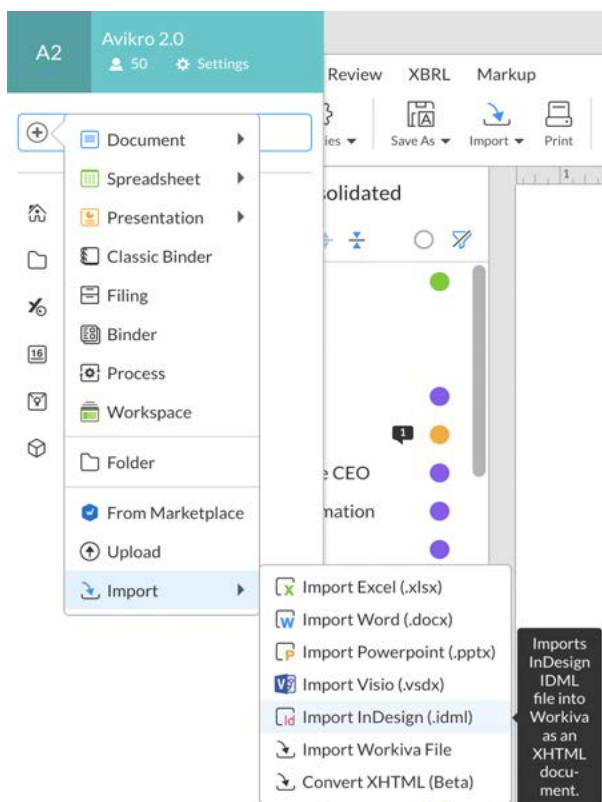 A2
Avikro 2.0
50 Settings
Review XBRL Markup
ies Save As Import Print
Document
Spreadsheet
Presentation
Classic Binder
Filing
Binder
Process
Workspace
Folder
From Marketplace
Upload
Import
16
olidated
1
1
e CEO
mation
Import Excel (.xlsx)
Import Word (.docx)
Import Powerpoint (.pptx)
Import Visio (.vsdx)
Import InDesign (.idml)
Import Workiva File
Convert XHTML (Beta)
Imports
InDesign
IDML
file into
Workiva
as an
XHTML
docu-
ment.